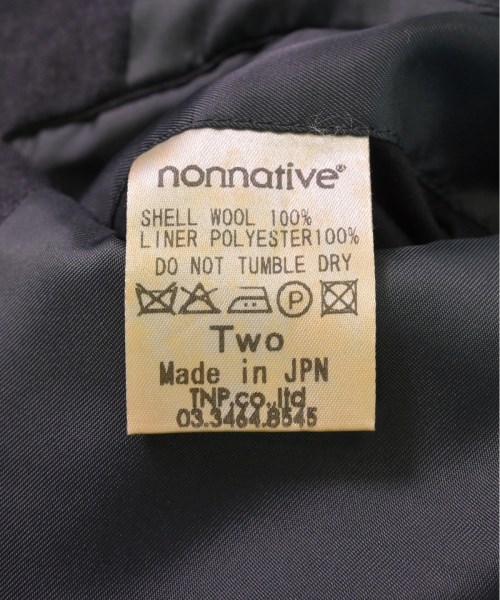 nonnative®
SHELL WOOL 100%
LINER POLYESTER100%
DO NOT TUMBLE DRY
P
Two
Made in JPN
TNP.co.,ltd
03.3464.8545